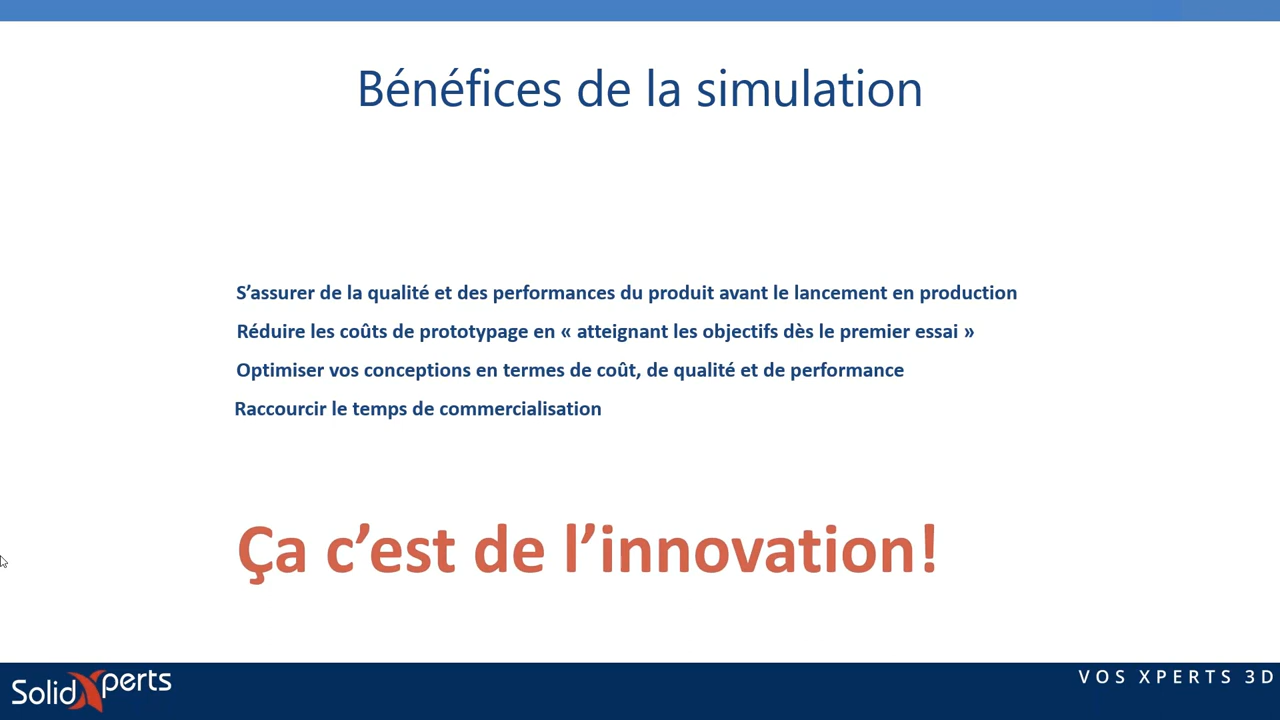 Bénéfices de la simulation
S’assurer de la qualité et des performances du produit avant le lancement en production
Réduire les coûts de prototypage en « atteignant les objectifs dès le premier essai »
Optimiser vos conceptions en termes de coût, de qualité et de performance
Raccourcir le temps de commercialisation
Ça c’est de l’innovation!
SolidXperts
VOS XPERTS 3D